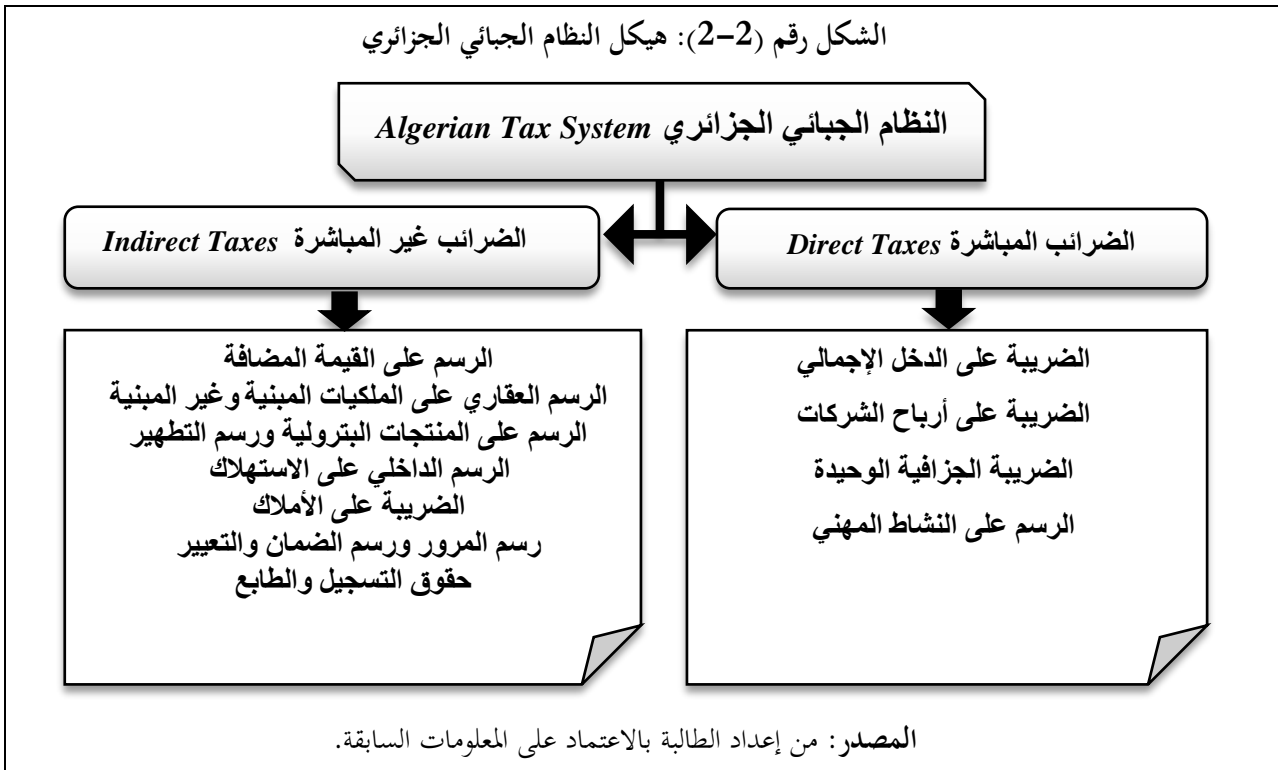 الشكل رقم (2-2): هيكل النظام الجبائي الجزائري
النظام الجبائي الجزائري Algerian Tax System
الضرائب المباشرة Direct Taxes
الضرائب غير المباشرة Indirect Taxes
الضريبة على الدخل الإجمالي
الضريبة على أرباح الشركات
الضريبة الجزافية الوحيدة
الرسم على النشاط المهني
الرسم على القيمة المضافة
الرسم العقاري على الملكيات المبنية وغير المبنية
الرسم على المنتجات البترولية ورسم التطهير
الرسم الداخلي على الاستهلاك
الضريبة على الأملاك
رسم المرور ورسم الضمان والتعيير
حقوق التسجيل والطابع
المصدر: من إعداد الطالبة بالاعتماد على المعلومات السابقة.